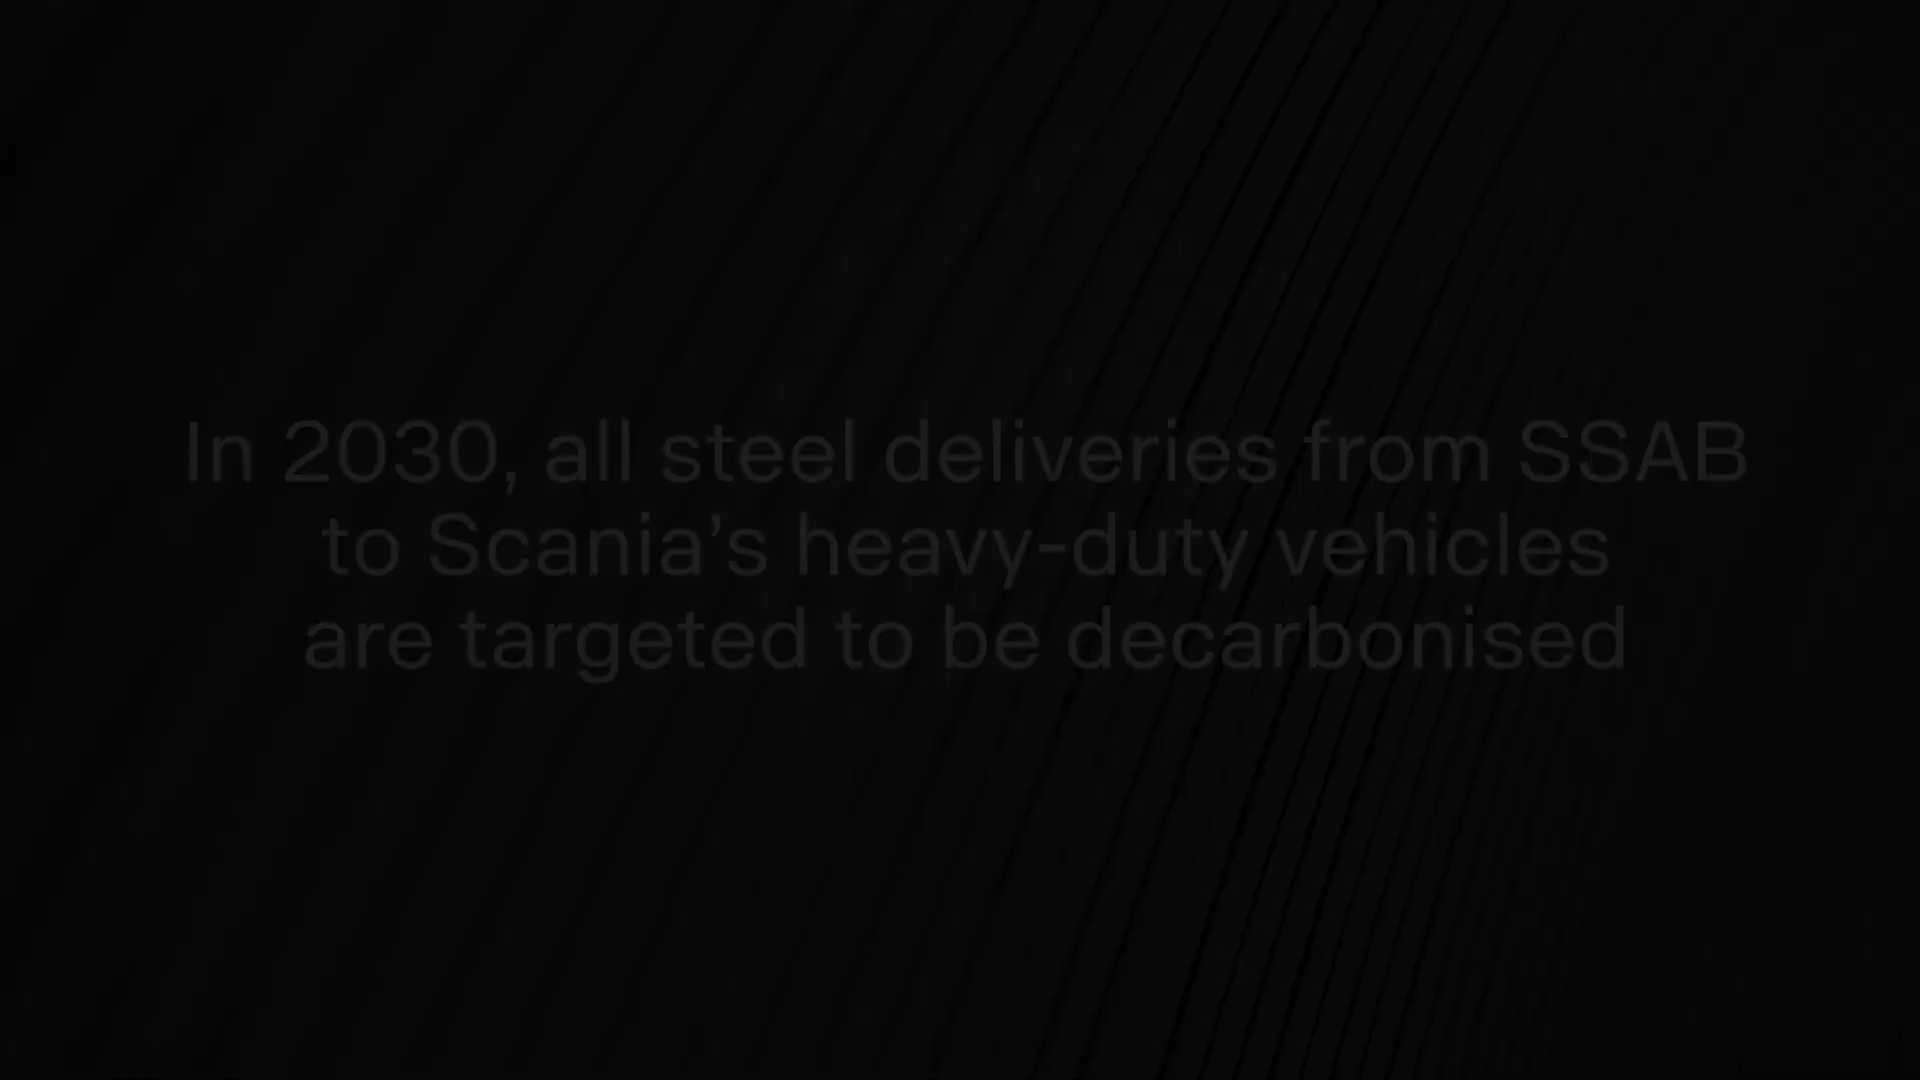 In 2030, all steel deliveries from SSAB
to Scania’s heavy-duty vehicles
are targeted to be decarbonised